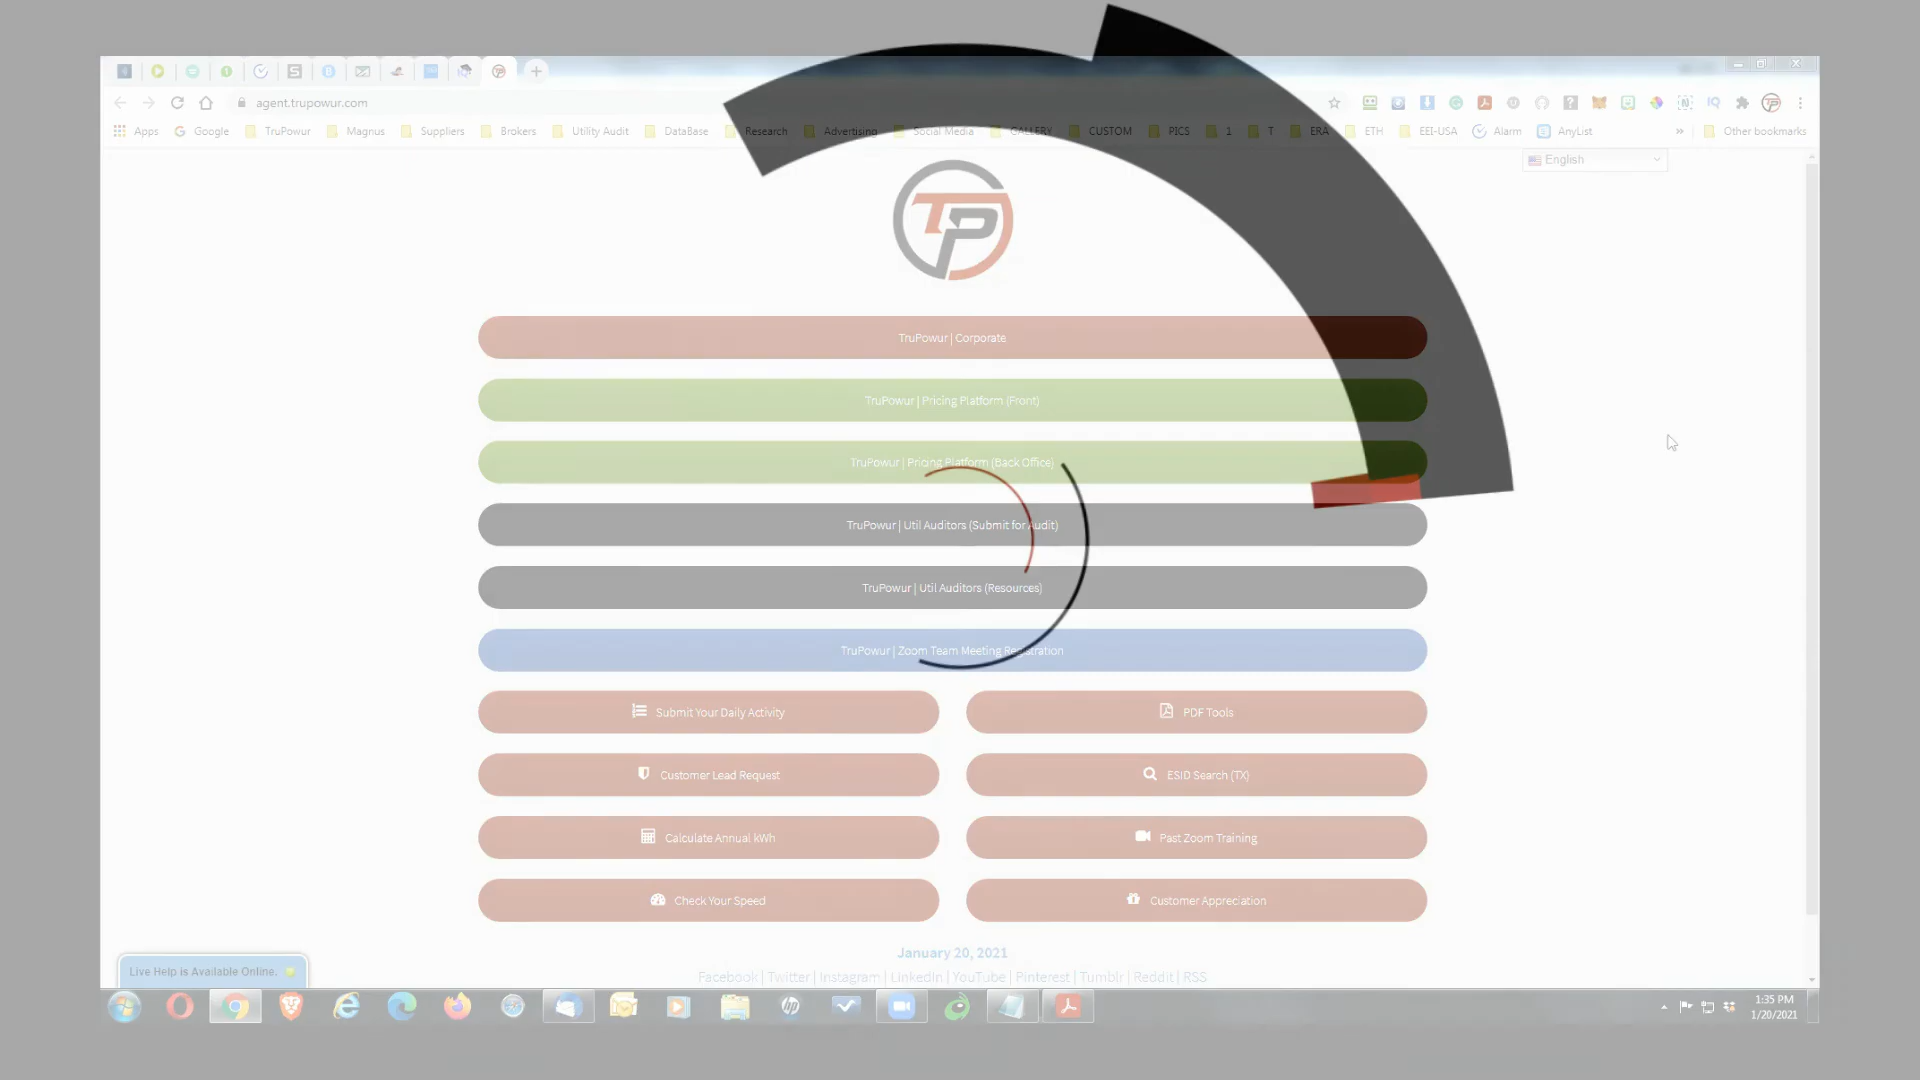 agent.trupowur.com
Apps Google TruPowur Magnus Suppliers Brokers Utility Audit DataBase Research Advertising Social Media GALLERY CUSTOM PICS 1 T ERA ETH EEI-USA Alarm AnyList » Other bookmarks
English
TP
TruPowur | Corporate
TruPowur | Pricing Platform (Front)
TruPowur | Pricing Platform (Back Office)
TruPowur | Util Auditors (Submit for Audit)
TruPowur | Util Auditors (Resources)
TruPowur | Zoom Team Meeting Registration
Submit Your Daily Activity
PDF Tools
Customer Lead Request
ESID Search (TX)
Calculate Annual kWh
Past Zoom Training
Check Your Speed
Customer Appreciation
January 20, 2021
Facebook | Twitter | Instagram | LinkedIn | YouTube | Pinterest | Tumblr | Reddit | RSS
Live Help is Available Online.
1:35 PM
1/20/2021